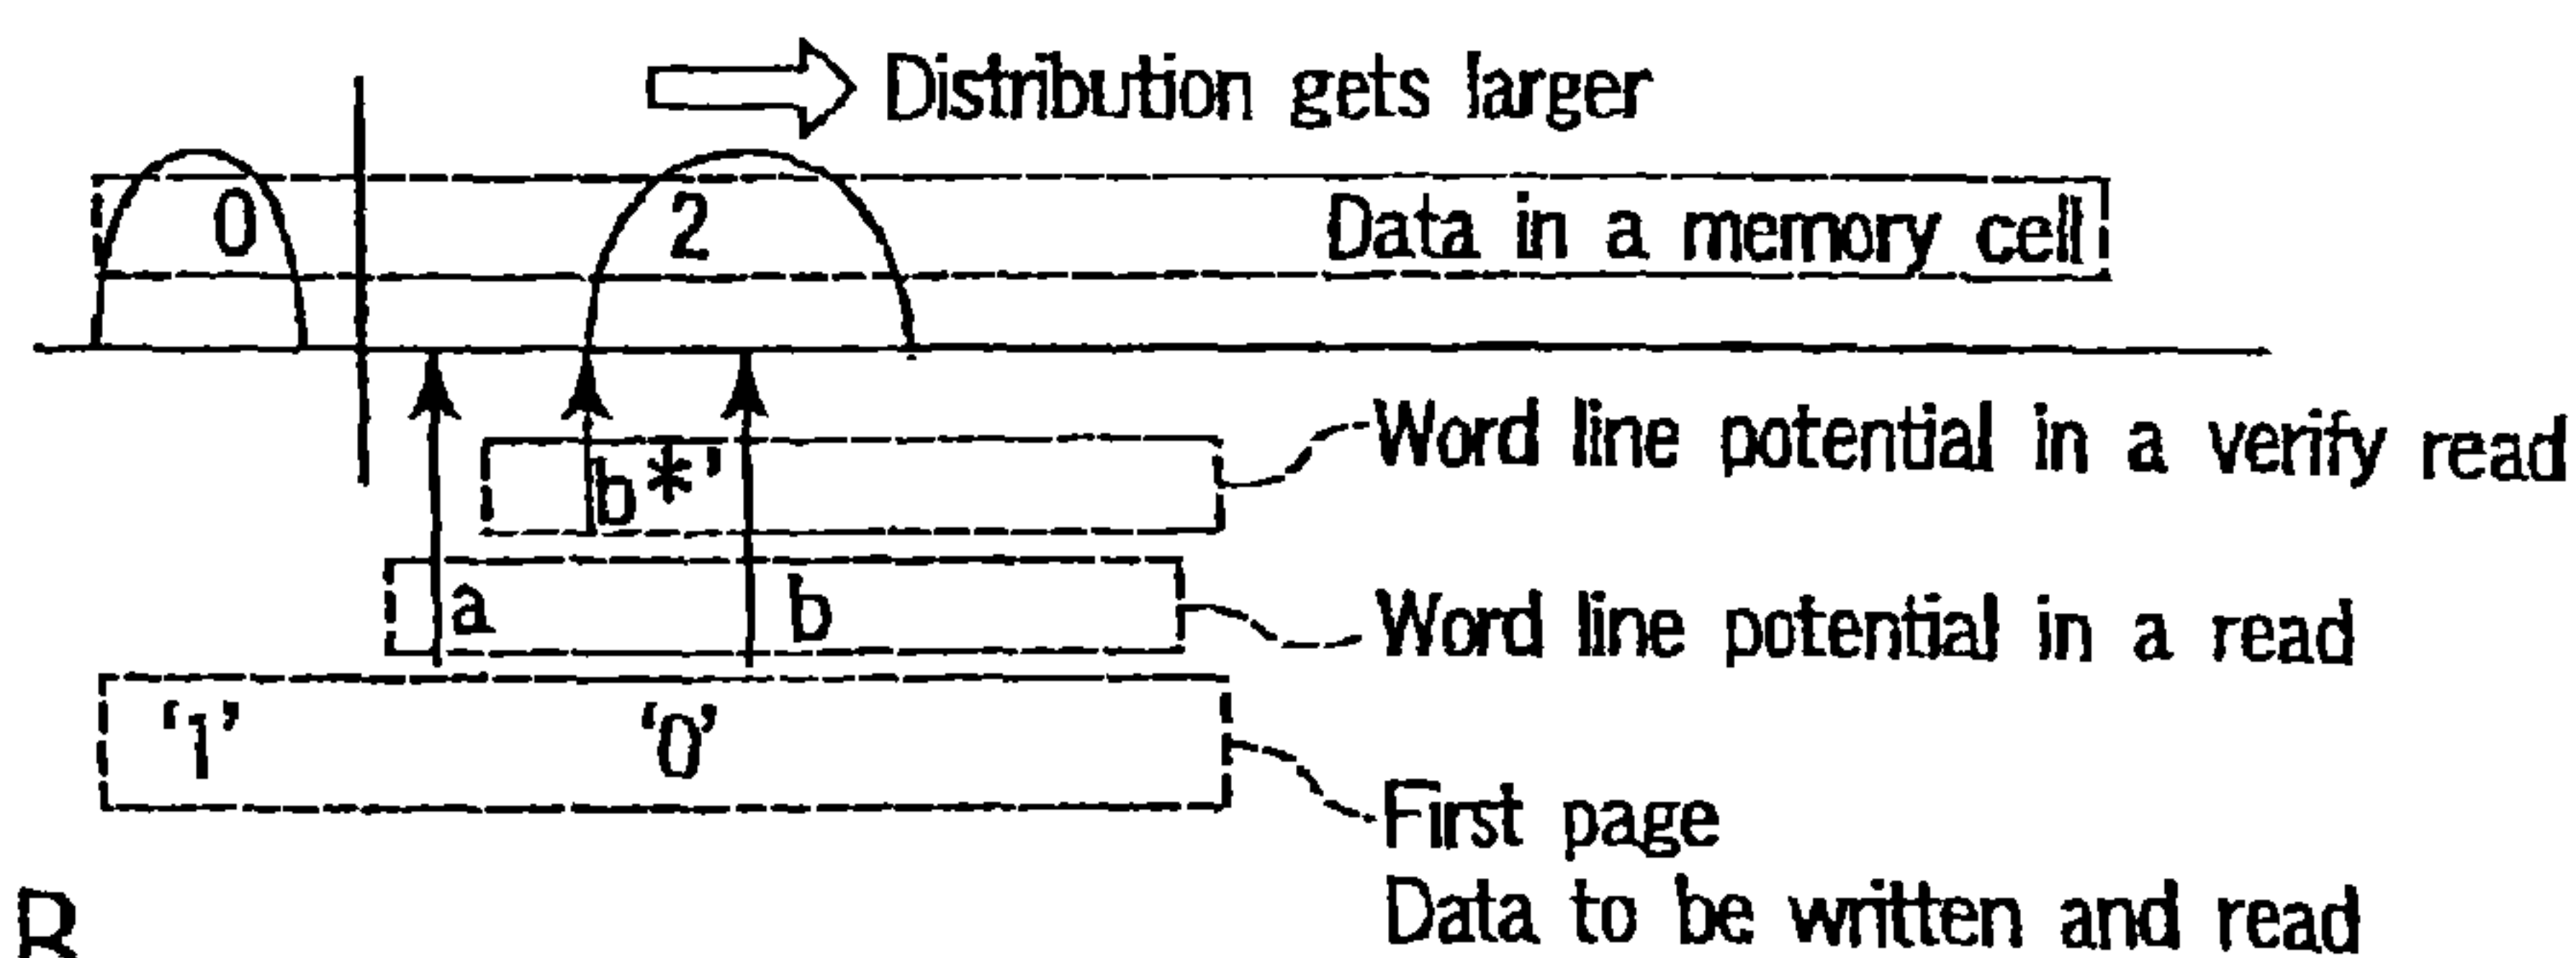 Distribution gets larger
0 2 Data in a memory cell
b*' Word line potential in a verify read
a b Word line potential in a read
'1' '0'
First page
Data to be written and read